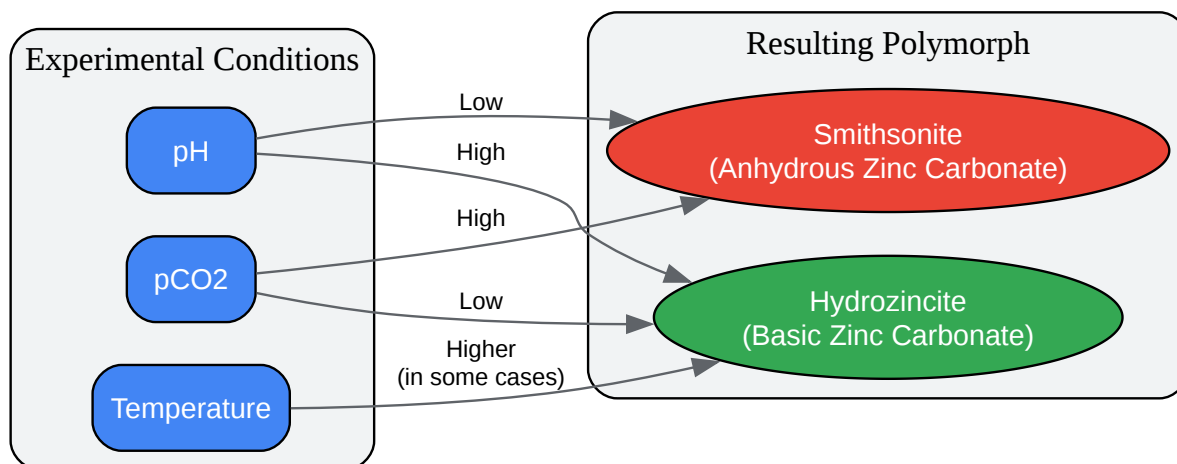 Experimental Conditions
pH
pCO2
Temperature
Low
High
High
Low
Higher
(in some cases)
Resulting Polymorph
Smithsonite
(Anhydrous Zinc Carbonate)
Hydrozincite
(Basic Zinc Carbonate)